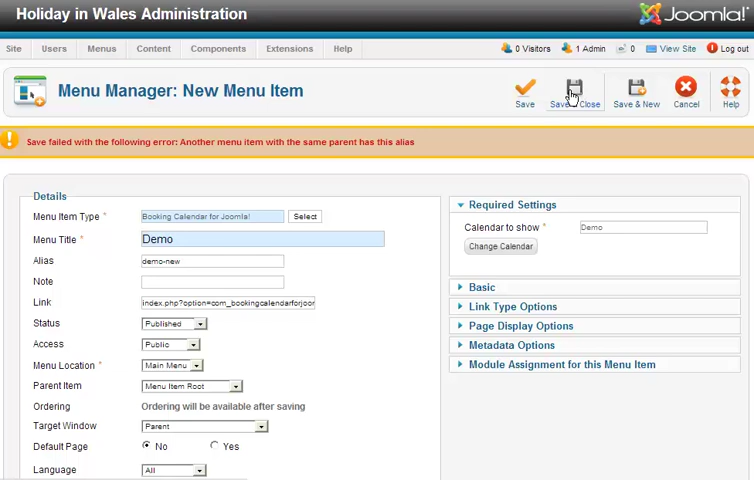 Holiday in Wales Administration
Joomla!
Site Users Menus Content Components Extensions Help 0 Visitors 1 Admin 0 View Site Log out
Menu Manager: New Menu Item
Save Save & Close Save & New Cancel Help
Save failed with the following error: Another menu item with the same parent has this alias
Details
Menu Item Type * Booking Calendar for Joomla! Select
Menu Title * Demo
Alias demo-new
Note
Link index.php?option=com_bookingcalendarforjoor
Status Published
Access Public
Menu Location * Main Menu
Parent Item Menu Item Root
Ordering Ordering will be available after saving
Target Window Parent
Default Page No Yes
Language All
Required Settings
Calendar to show * Demo
Change Calendar
Basic
Link Type Options
Page Display Options
Metadata Options
Module Assignment for this Menu Item